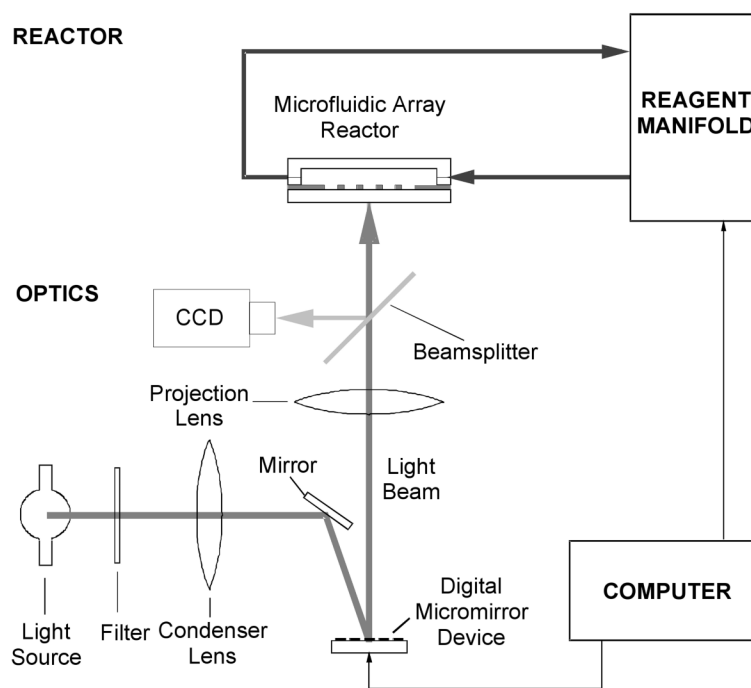 REACTOR
Microfluidic Array
Reactor
REAGENT
MANIFOLD
OPTICS
CCD
Beamsplitter
Projection
Lens
Mirror
Light
Beam
Light
Source
Filter
Condenser
Lens
Digital
Micromirror
Device
COMPUTER